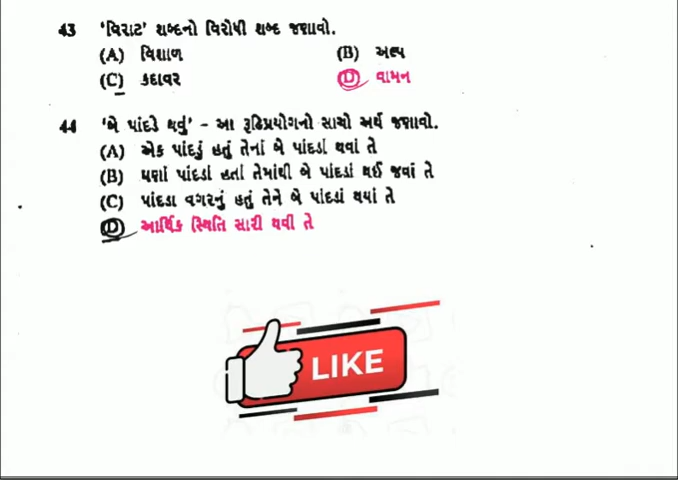 43 'વિરાટ' શબ્દનો વિરોધી શબ્દ જણાવો.
(A) વિશાળ (B) અલ્પ
(C) કદાવર (D) વામન
44 'બે પાંદડે થવું' – આ રૂઢિપ્રયોગનો સાચો અર્થ જણાવો.
(A) એક પાંદડું હતું તેનાં બે પાંદડાં થવાં તે
(B) ઘણાં પાંદડાં હતાં તેમાંથી બે પાંદડાં થઈ જવાં તે
(C) પાંદડા વગરનું હતું તેને બે પાંદડાં થયાં તે
(D) આર્થિક સ્થિતિ સારી થવી તે
LIKE